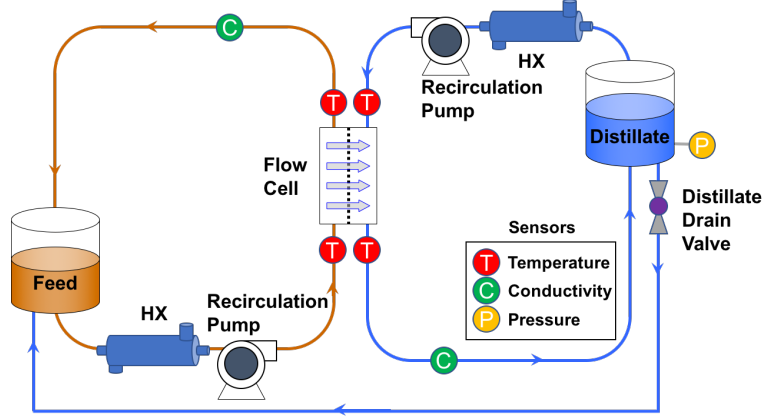 C
HX
Recirculation
Pump
T
T
Distillate
P
Flow
Cell
Distillate
Drain
Valve
Sensors
T
Temperature
C
Conductivity
P
Pressure
T
T
Feed
HX
Recirculation
Pump
C